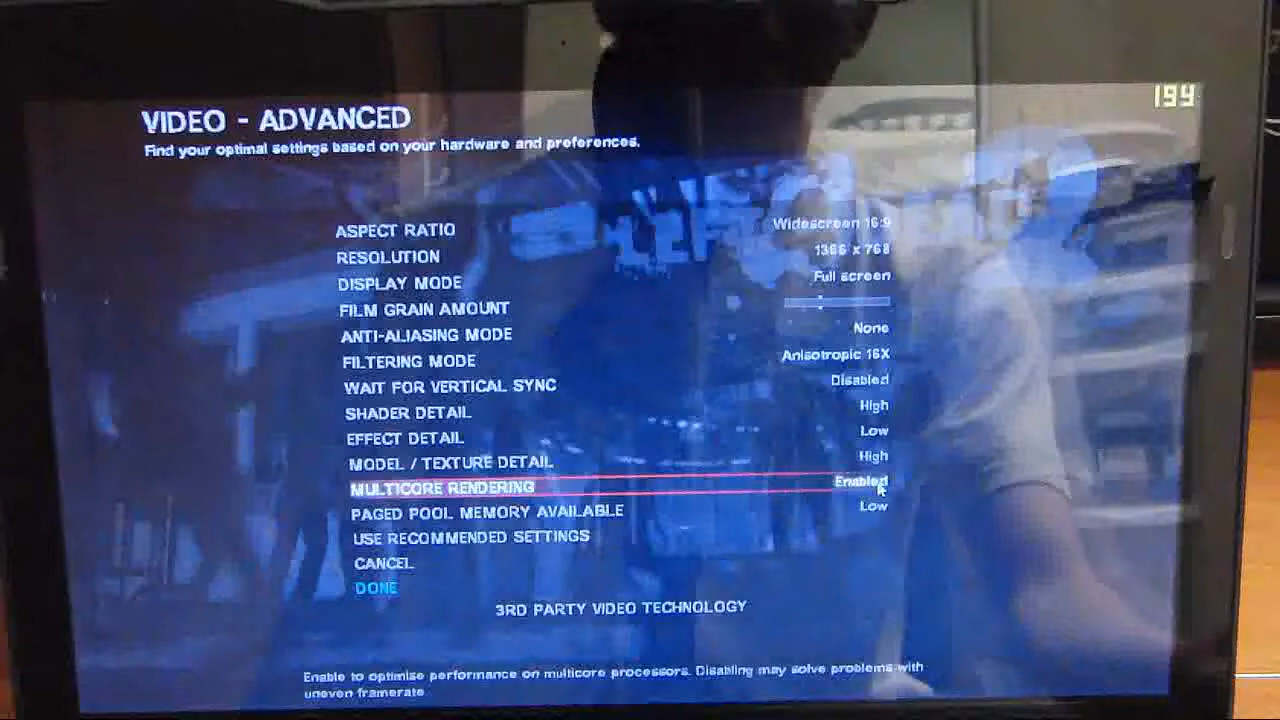 199
VIDEO - ADVANCED
Find your optimal settings based on your hardware and preferences.
ASPECT RATIO Widescreen 16:9
RESOLUTION 1366 x 768
DISPLAY MODE Full screen
FILM GRAIN AMOUNT
ANTI-ALIASING MODE None
FILTERING MODE Anisotropic 16X
WAIT FOR VERTICAL SYNC Disabled
SHADER DETAIL High
EFFECT DETAIL Low
MODEL / TEXTURE DETAIL High
MULTICORE RENDERING Enabled
PAGED POOL MEMORY AVAILABLE Low
USE RECOMMENDED SETTINGS
CANCEL
DONE
3RD PARTY VIDEO TECHNOLOGY
Enable to optimise performance on multicore processors. Disabling may solve problems with
uneven framerate.